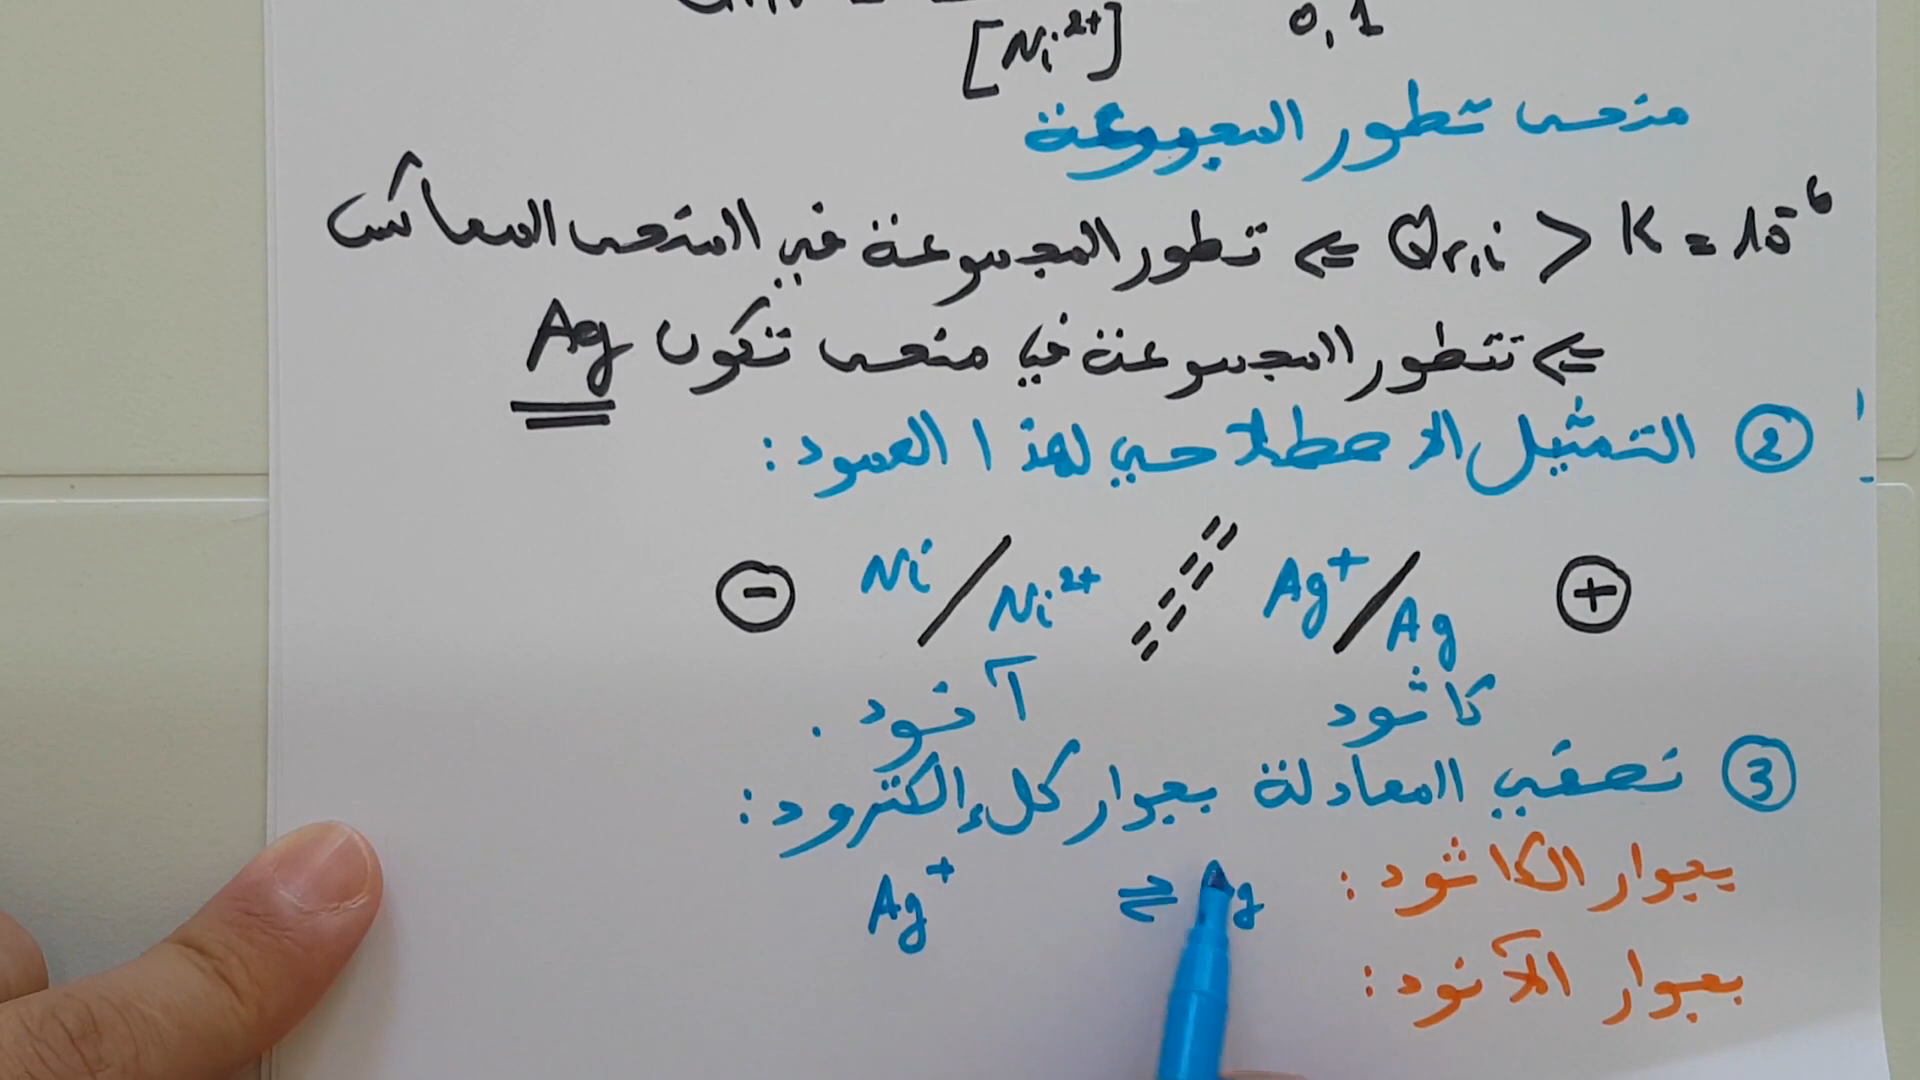 [Ni²⁺] 0,1
منحى تطور المجموعة
Qr,i > K = 10⁻⁶ ⇐ تطور المجموعة في المنحى المعاكس
⇐ تتطور المجموعة في منحى تكون Ag
② التمثيل الاصطلاحي لهذا العمود :
⊖ Ni / Ni²⁺ // Ag⁺ / Ag ⊕
كاثود آنود .
③ نصفي المعادلة بجوار كل إلكترود :
بجوار الكاثود : Ag⁺ ⇌ Ag
بجوار الآنود :